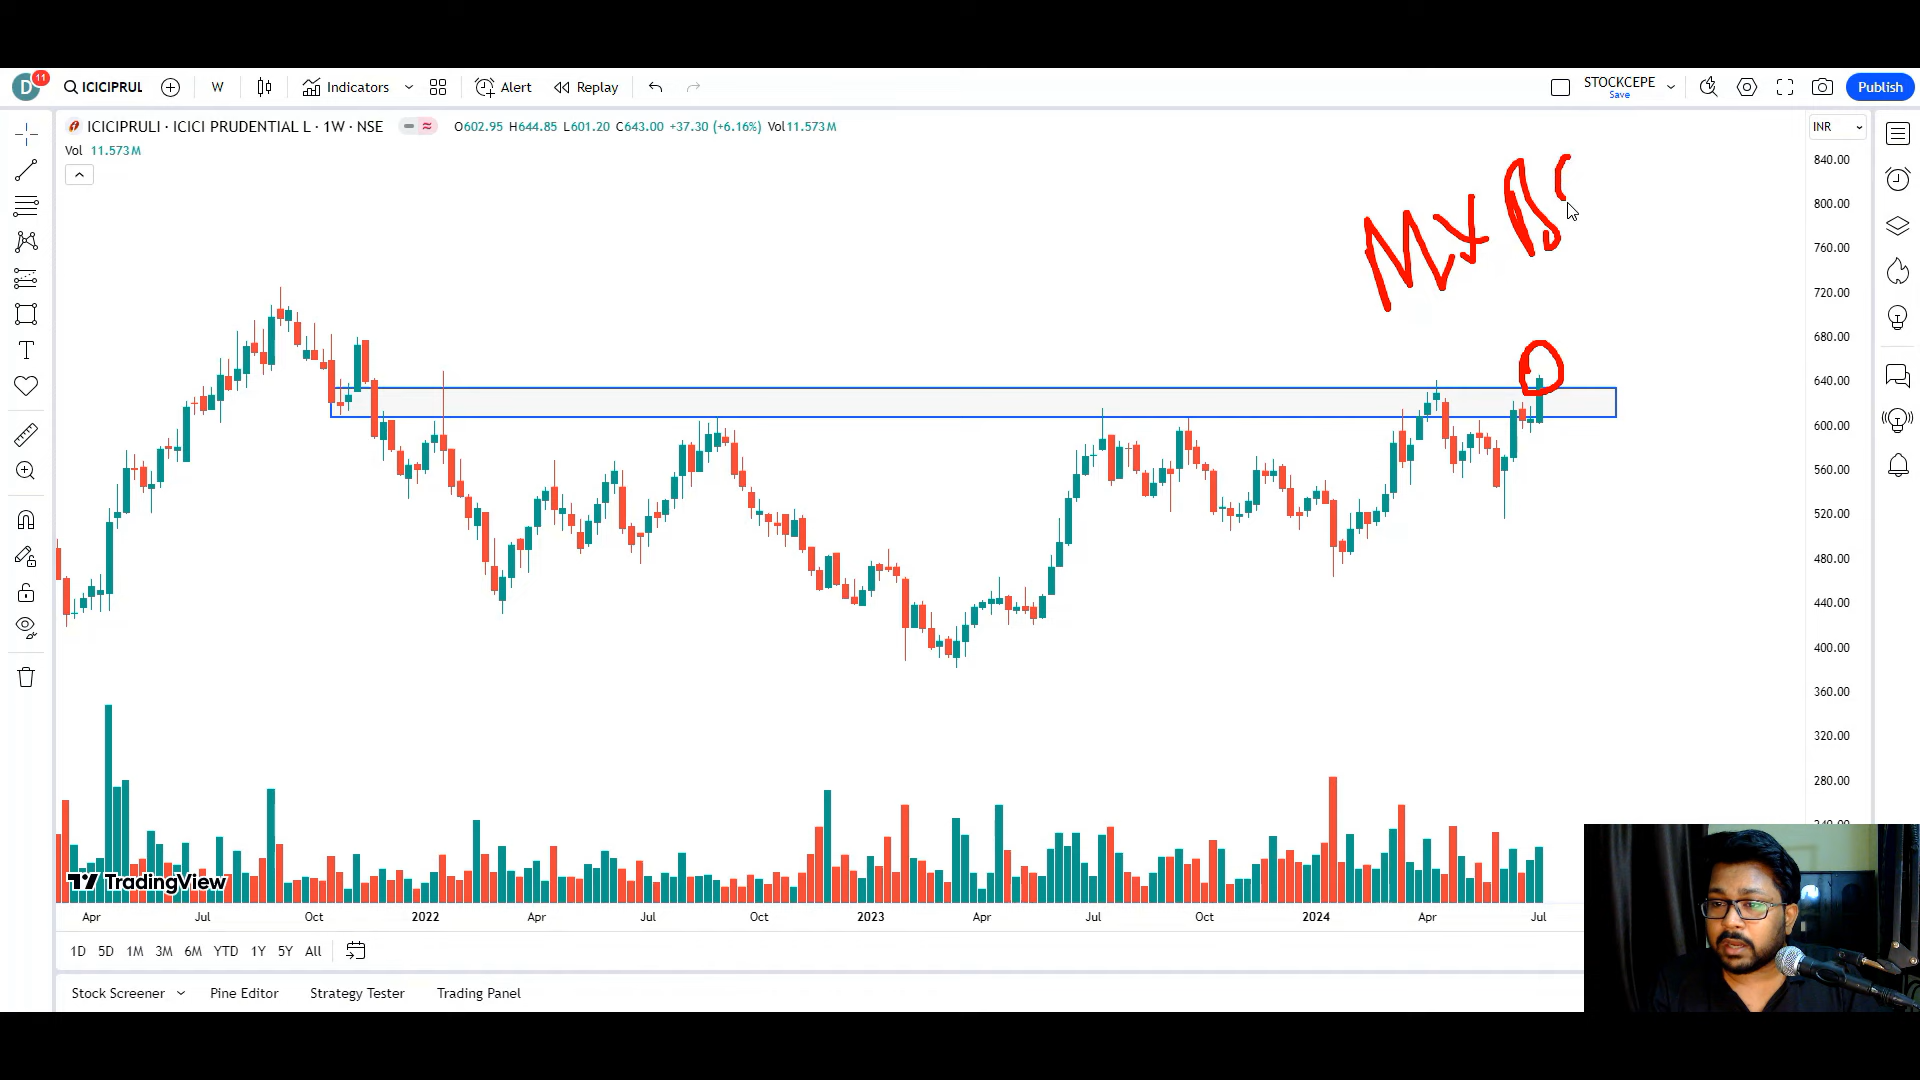 D 11 ICICIPRUL W Indicators Alert Replay STOCKCEPE Save Publish
ICICIPRULI · ICICI PRUDENTIAL L · 1W · NSE O602.95 H644.85 L601.20 C643.00 +37.30 (+6.16%) Vol11.573M INR
Vol 11.573M
840.00
800.00
760.00
720.00
680.00
640.00
600.00
560.00
520.00
480.00
440.00
400.00
360.00
320.00
280.00
TradingView
Apr Jul Oct 2022 Apr Jul Oct 2023 Apr Jul Oct 2024 Apr Jul
1D 5D 1M 3M 6M YTD 1Y 5Y All
Stock Screener Pine Editor Strategy Tester Trading Panel